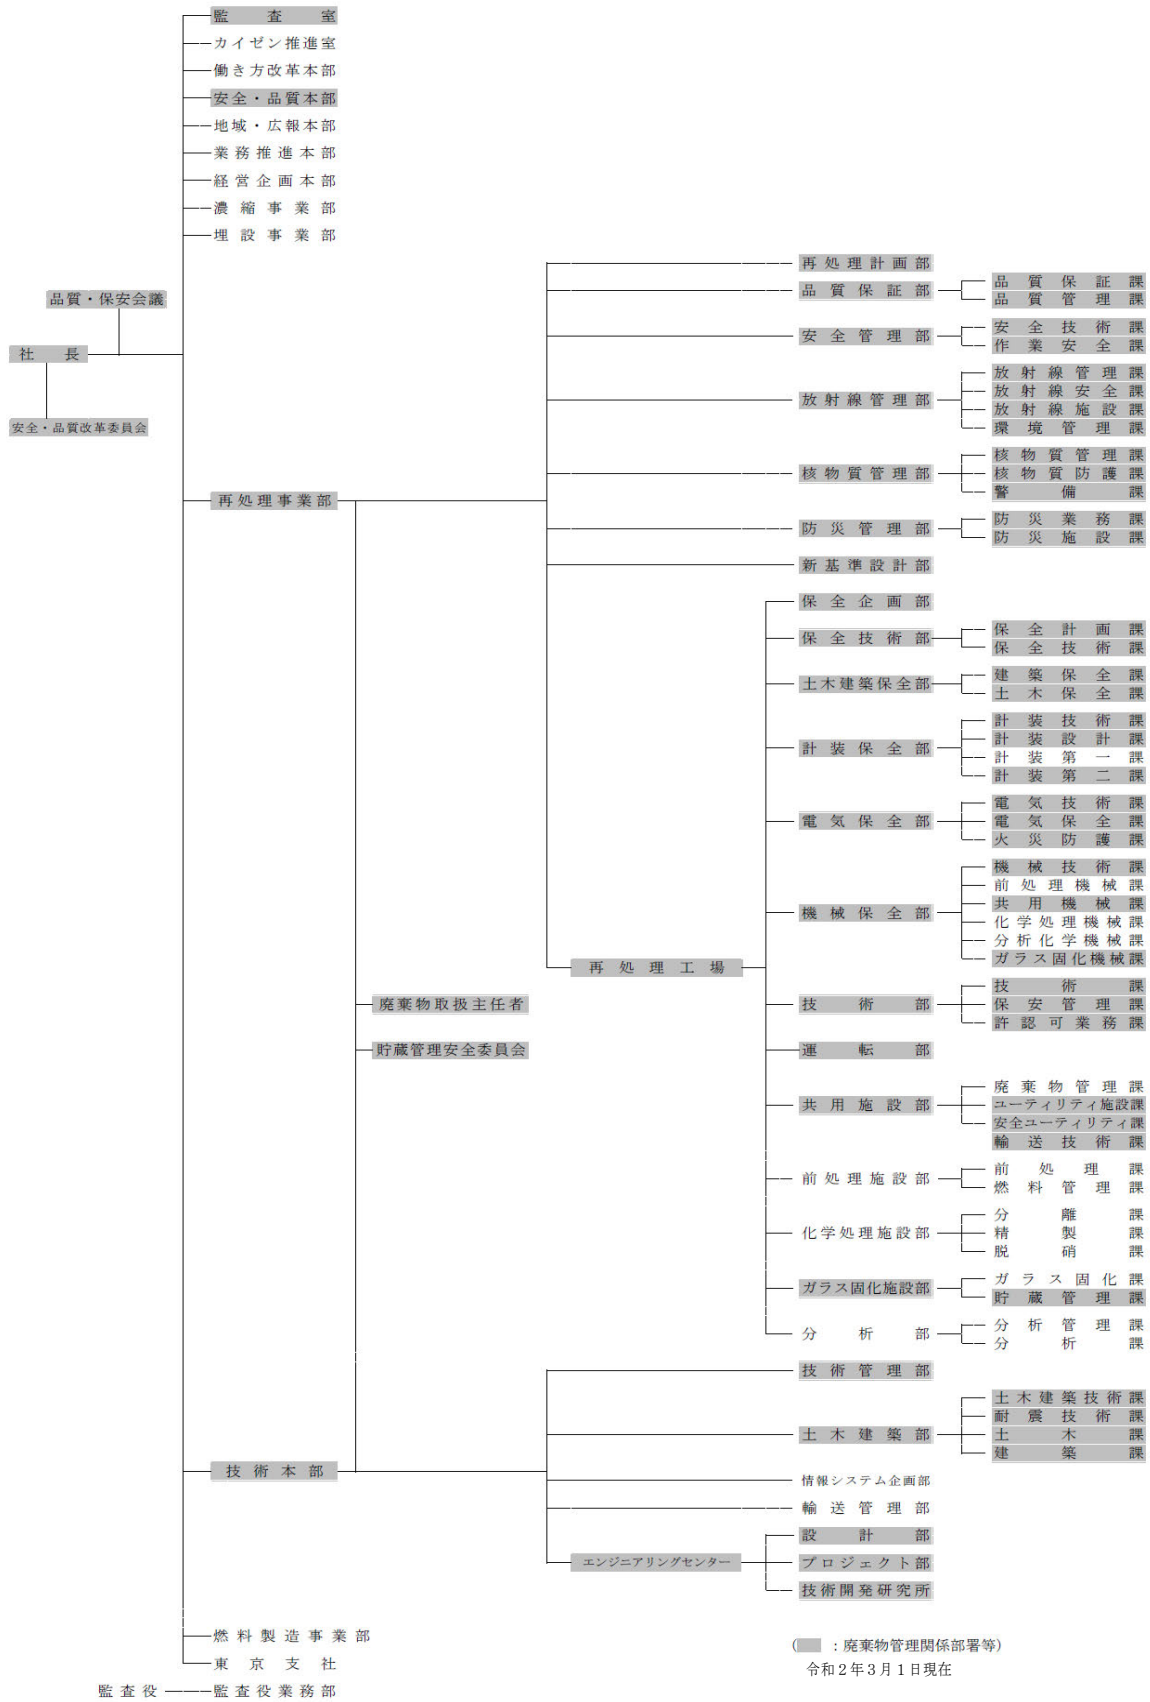 監査室
カイゼン推進室
働き方改革本部
安全・品質本部
地域・広報本部
業務推進本部
経営企画本部
濃縮事業部
埋設事業部
品質・保安会議
社長
安全・品質改革委員会
再処理事業部
再処理計画部
品質保証部
品質保証課
品質管理課
安全管理部
安全技術課
作業安全課
放射線管理部
放射線管理課
放射線安全課
放射線施設課
環境管理課
核物質管理部
核物質管理課
核物質防護課
警備課
防災管理部
防災業務課
防災施設課
新基準設計部
再処理工場
保全企画部
保全技術部
保全計画課
保全技術課
土木建築保全部
建築保全課
土木保全課
計装保全部
計装技術課
計装設計課
計装第一課
計装第二課
電気保全部
電気技術課
電気保全課
火災防護課
機械保全部
機械技術課
前処理機械課
共用機械課
化学処理機械課
分析化学機械課
ガラス固化機械課
技術部
技術課
保安管理課
許認可業務課
運転部
共用施設部
廃棄物管理課
ユーティリティ施設課
安全ユーティリティ課
輸送技術課
前処理施設部
前処理課
燃料管理課
化学処理施設部
分離課
精製課
脱硝課
ガラス固化施設部
ガラス固化課
貯蔵管理課
分析部
分析管理課
分析課
廃棄物取扱主任者
貯蔵管理安全委員会
技術本部
技術管理部
土木建築部
土木建築技術課
耐震技術課
土木課
建築課
情報システム企画部
輸送管理部
エンジニアリングセンター
設計部
プロジェクト部
技術開発研究所
燃料製造事業部
東京支社
監査役
監査役業務部
( ：廃棄物管理関係部署等)
令和2年3月1日現在